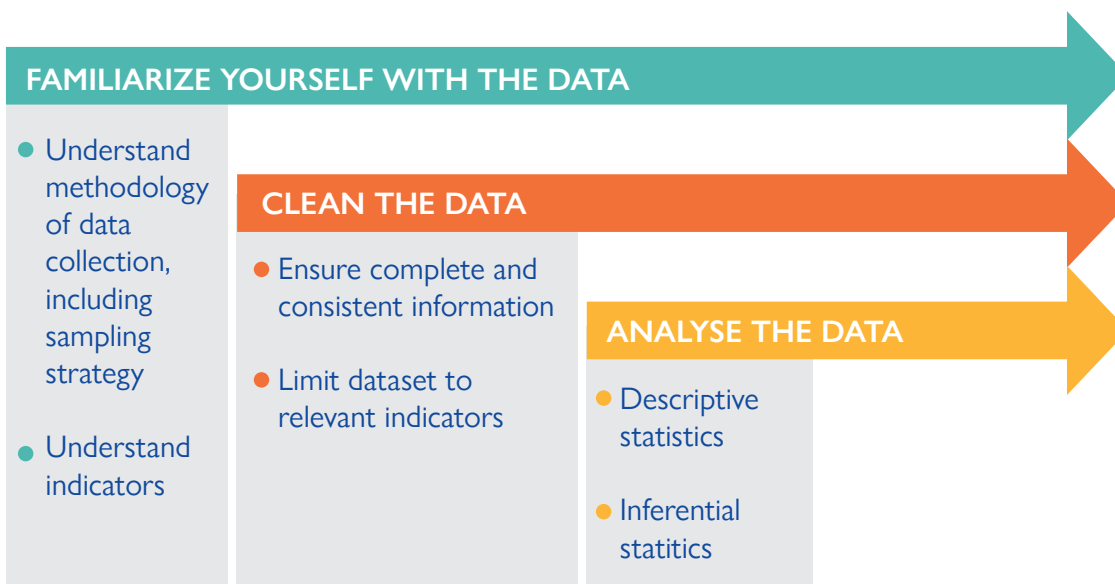 FAMILIARIZE YOURSELF WITH THE DATA
Understand
methodology
of data
collection,
including
sampling
strategy
Understand
indicators
CLEAN THE DATA
Ensure complete and
consistent information
Limit dataset to
relevant indicators
ANALYSE THE DATA
Descriptive
statistics
Inferential
statitics